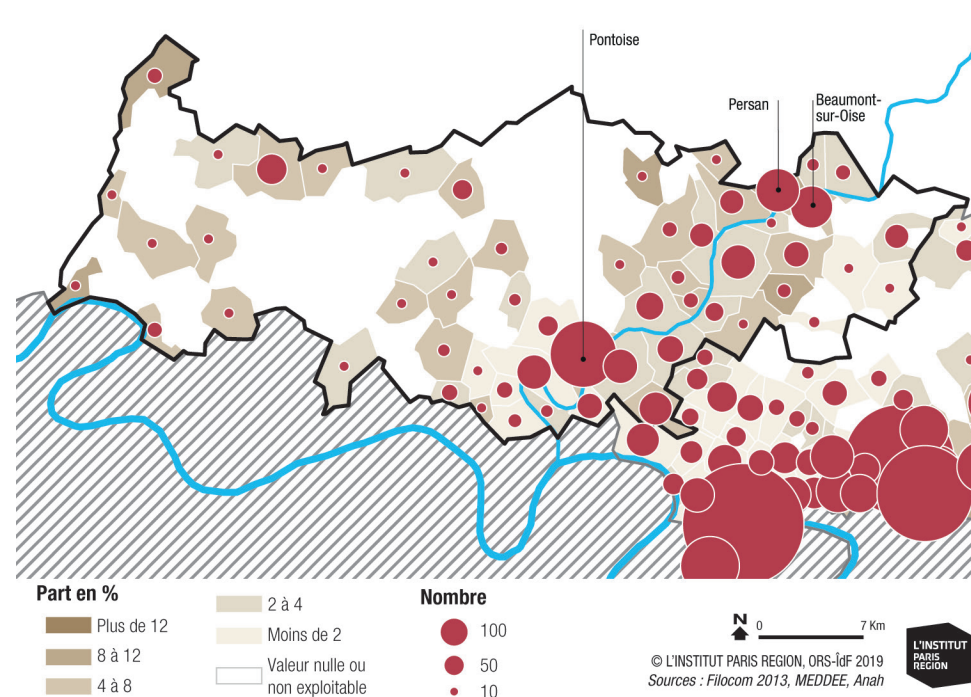 Pontoise
Persan
Beaumont-
sur-Oise
Part en %
Plus de 12
8 à 12
4 à 8
2 à 4
Moins de 2
Valeur nulle ou
non exploitable
Nombre
100
50
10
N
0 7 Km
© L'INSTITUT PARIS REGION, ORS-ÎdF 2019
Sources : Filocom 2013, MEDDEE, Anah
L'INSTITUT
PARIS
REGION